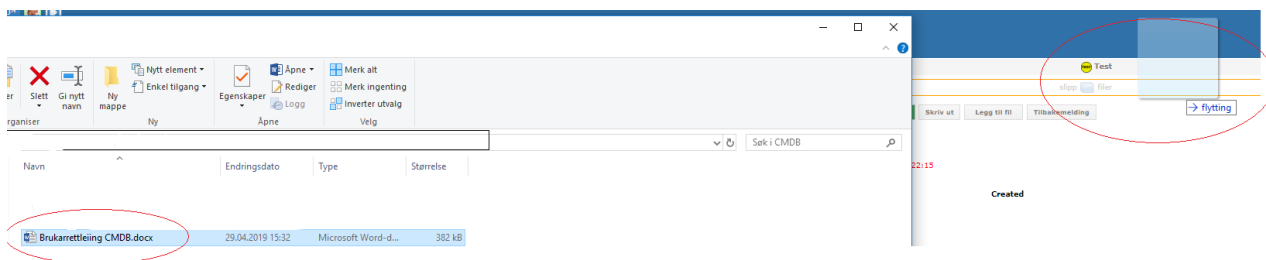 Nytt element
Åpne
Merk alt
Enkel tilgang
Rediger
Merk ingenting
Slett
Gi nytt navn
Ny mappe
Egenskaper
Logg
Inverter utvalg
rganiser
Ny
Åpne
Velg
Søk i CMDB
Navn
Endringsdato
Type
Størrelse
Brukarrettleiing CMDB.docx
29.04.2019 15:32
Microsoft Word-d...
382 kB
Test
slipp filer
Skriv ut
Legg til fil
Tilbakemelding
→ flytting
22:15
Created